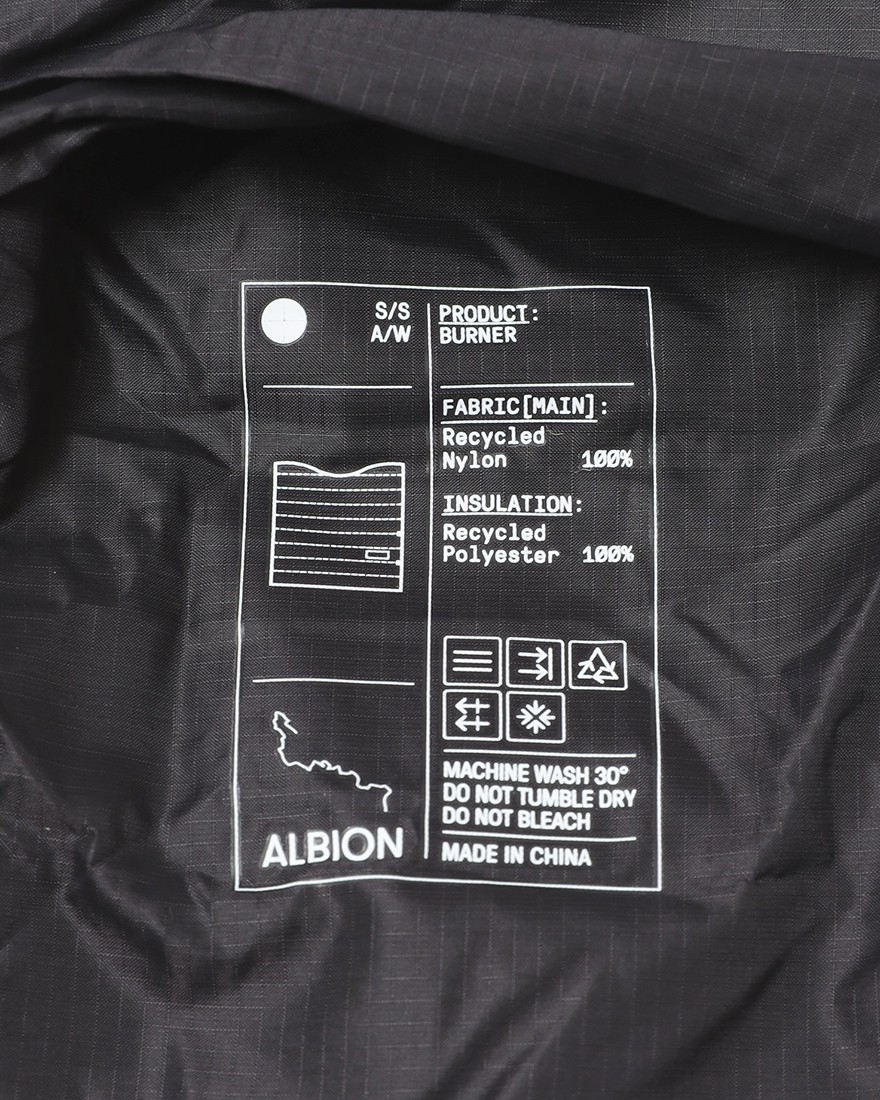 S/S
A/W
ALBION
PRODUCT:
BURNER
FABRIC[MAIN]:
Recycled
Nylon 100%
INSULATION:
Recycled
Polyester 100%
MACHINE WASH 30°
DO NOT TUMBLE DRY
DO NOT BLEACH
MADE IN CHINA